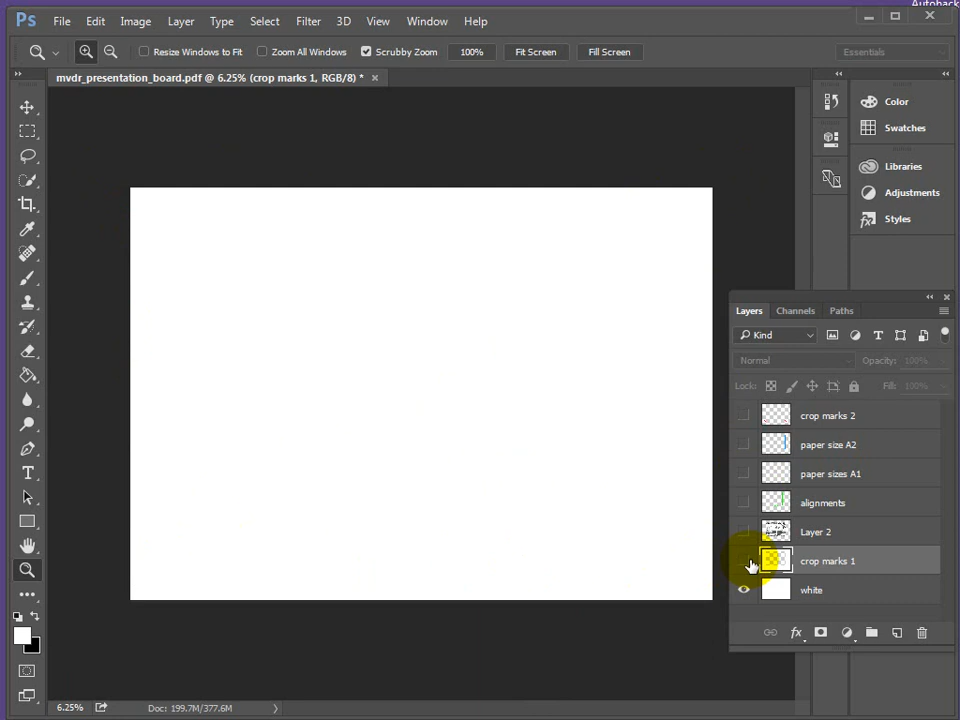 Autoback
Ps File Edit Image Layer Type Select Filter 3D View Window Help
Resize Windows to Fit Zoom All Windows Scrubby Zoom 100% Fit Screen Fill Screen Essentials
mvdr_presentation_board.pdf @ 6.25% (crop marks 1, RGB/8) *
Color
Swatches
Libraries
Adjustments
Styles
Layers Channels Paths
Kind
Normal Opacity: 100%
Lock: Fill: 100%
crop marks 2
paper size A2
paper sizes A1
alignments
Layer 2
crop marks 1
white
fx
6.25% Doc: 199.7M/377.6M